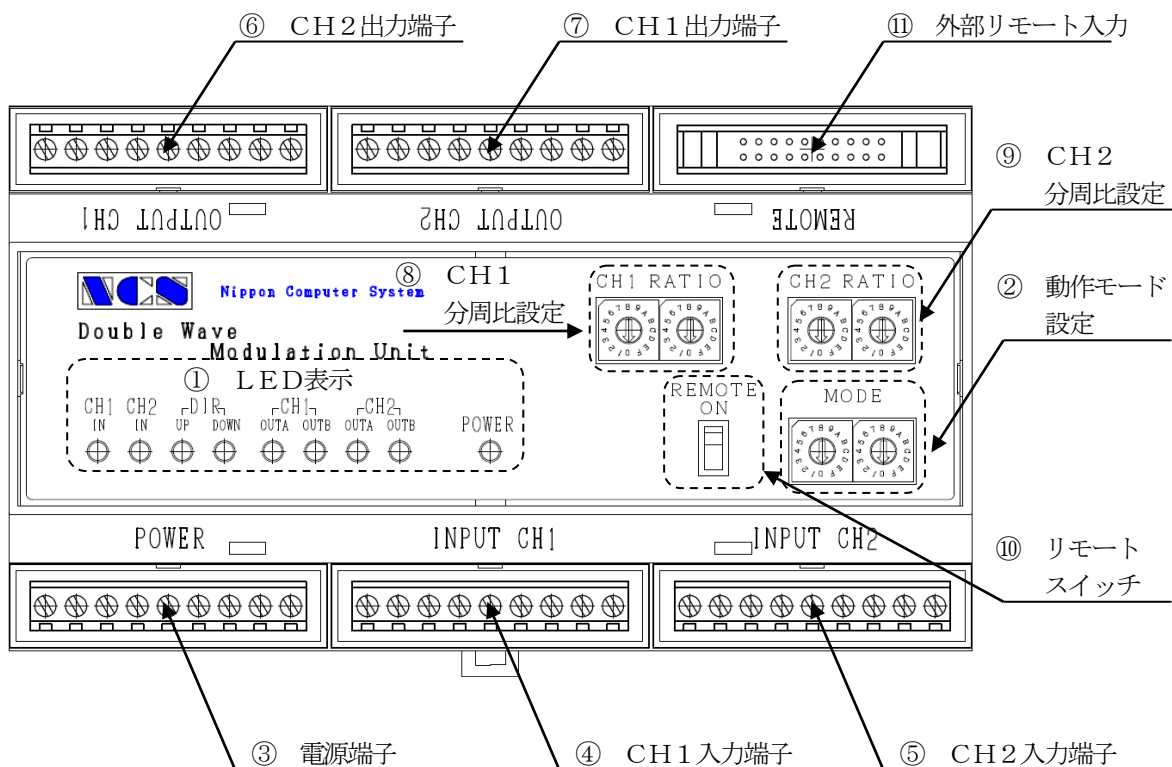 ⑥ CH2出力端子
⑦ CH1出力端子
⑪ 外部リモート入力
⑨ CH2
分周比設定
OUTPUT CH1
OUTPUT CH2
REMOTE
NCS
Nippon Computer System
⑧ CH1
分周比設定
CH1 RATIO
CH2 RATIO
② 動作モード
設定
Double Wave
Modulation Unit
① LED表示
CH1 CH2 DIR CH1 CH2
IN IN UP DOWN OUTA OUTB OUTA OUTB POWER
REMOTE
ON
MODE
POWER
INPUT CH1
INPUT CH2
⑩ リモート
スイッチ
③ 電源端子
④ CH1入力端子
⑤ CH2入力端子